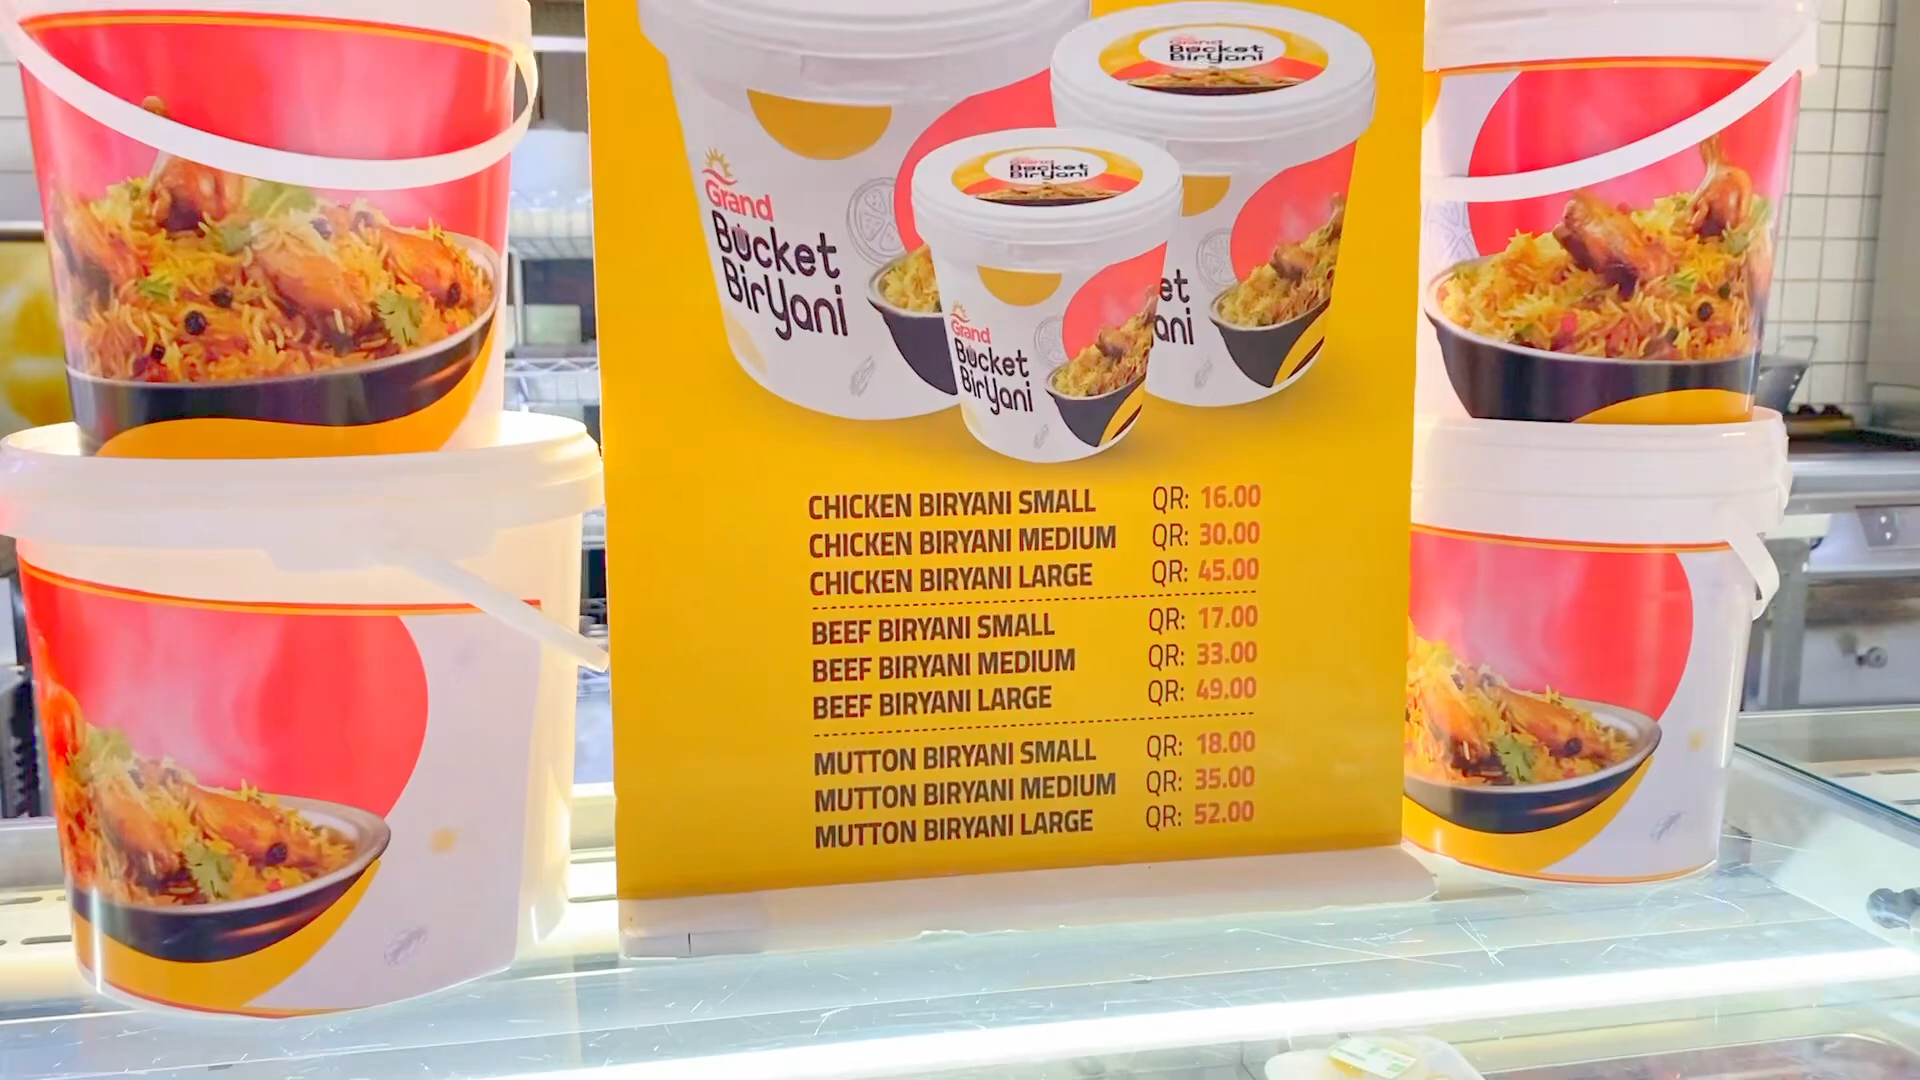 Grand
Bucket
Biryani
Grand
Bucket
Biryani
Bucket
Biryani
Grand
Bucket
Biryani
et
ani
CHICKEN BIRYANI SMALL QR: 16.00
CHICKEN BIRYANI MEDIUM QR: 30.00
CHICKEN BIRYANI LARGE QR: 45.00
BEEF BIRYANI SMALL QR: 17.00
BEEF BIRYANI MEDIUM QR: 33.00
BEEF BIRYANI LARGE QR: 49.00
MUTTON BIRYANI SMALL QR: 18.00
MUTTON BIRYANI MEDIUM QR: 35.00
MUTTON BIRYANI LARGE QR: 52.00